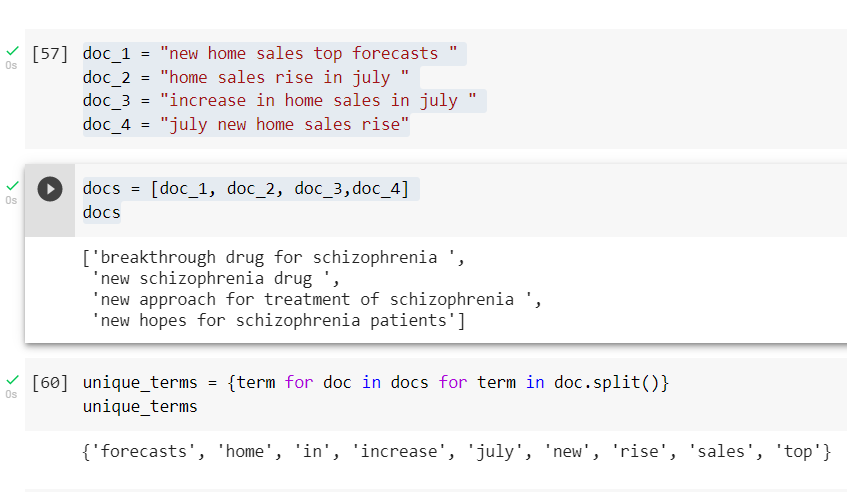 [57] doc_1 = "new home sales top forecasts "
0s doc_2 = "home sales rise in july "
doc_3 = "increase in home sales in july "
doc_4 = "july new home sales rise"
docs = [doc_1, doc_2, doc_3,doc_4]
0s docs
['breakthrough drug for schizophrenia ',
'new schizophrenia drug ',
'new approach for treatment of schizophrenia ',
'new hopes for schizophrenia patients']
[60] unique_terms = {term for doc in docs for term in doc.split()}
0s unique_terms
{'forecasts', 'home', 'in', 'increase', 'july', 'new', 'rise', 'sales', 'top'}